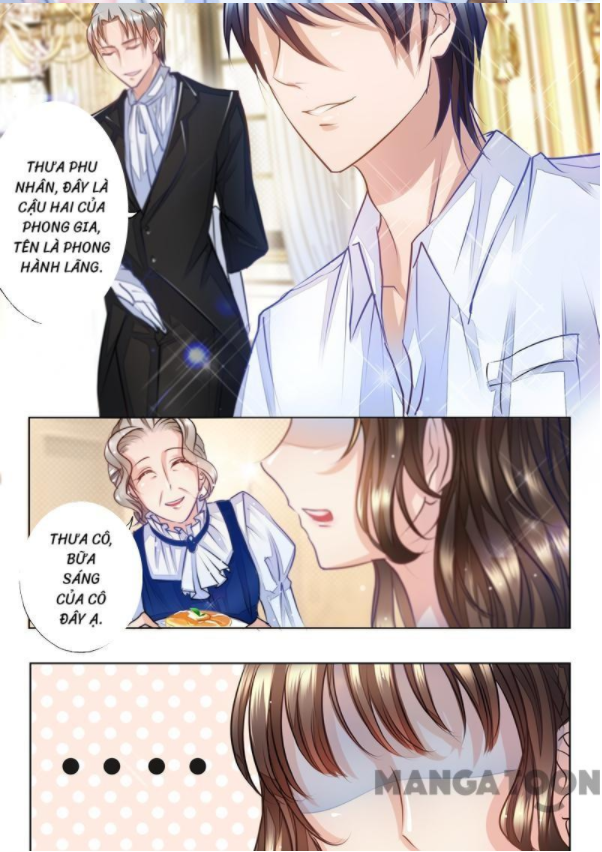 THƯA PHU
NHÂN, ĐÂY LÀ
CẬU HAI CỦA
PHONG GIA,
TÊN LÀ PHONG
HÀNH LÃNG.
THƯA CÔ,
BỮA
SÁNG
CỦA CÔ
ĐÂY Ạ.
• • • •
MANGATOON